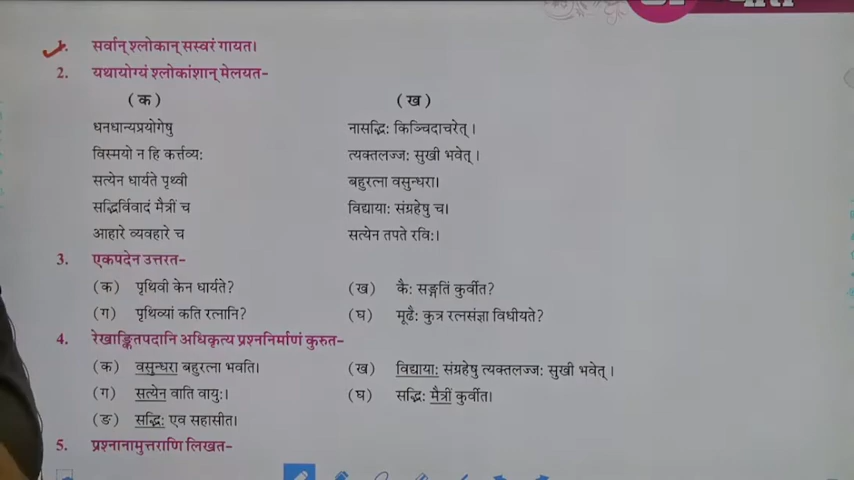 1. सर्वान् श्लोकान् सस्वरं गायत।
2. यथायोग्यं श्लोकांशान् मेलयत-
(क) (ख)
धनधान्यप्रयोगेषु नासद्भिः किञ्चिदाचरेत्।
विस्मयो न हि कर्त्तव्यः त्यक्तलज्जः सुखी भवेत्।
सत्येन धार्यते पृथ्वी बहुरत्ना वसुन्धरा।
सद्भिर्विवादं मैत्रीं च विद्यायाः संग्रहेषु च।
आहारे व्यवहारे च सत्येन तपते रविः।
3. एकपदेन उत्तरत-
(क) पृथिवी केन धार्यते? (ख) कैः सङ्गतिं कुर्वीत?
(ग) पृथिव्यां कति रत्नानि? (घ) मूढैः कुत्र रत्नसंज्ञा विधीयते?
4. रेखाङ्कितपदानि अधिकृत्य प्रश्ननिर्माणं कुरुत-
(क) वसुन्धरा बहुरत्ना भवति। (ख) विद्यायाः संग्रहेषु त्यक्तलज्जः सुखी भवेत्।
(ग) सत्येन वाति वायुः। (घ) सद्भिः मैत्रीं कुर्वीत।
(ङ) सद्भिः एव सहासीत।
5. प्रश्नानामुत्तराणि लिखत-